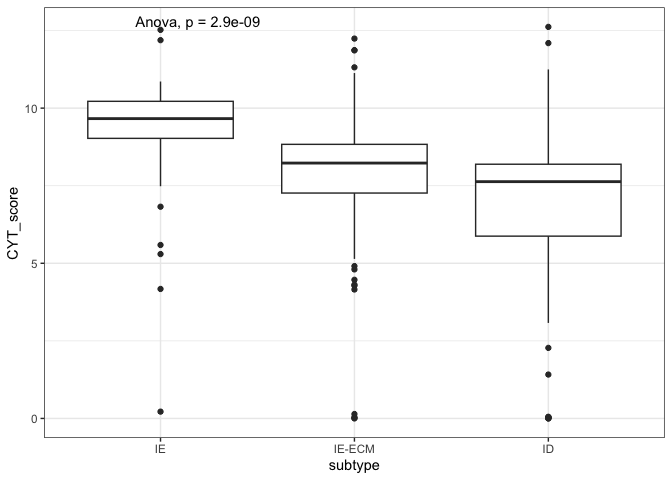 Anova, p = 2.9e-09
CYT_score
10
5
0
IE
IE-ECM
ID
subtype